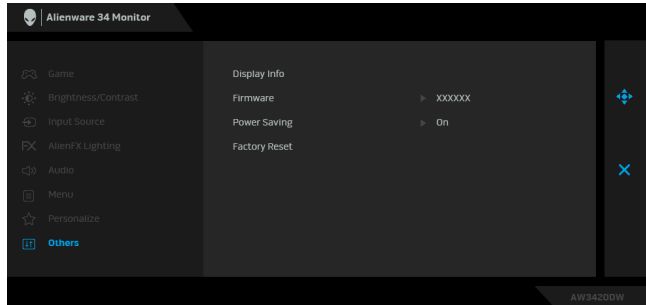 Alienware 34 Monitor
Game
Brightness/Contrast
Input Source
AlienFX Lighting
Audio
Menu
Personalize
Others
Display Info
Firmware XXXXXX
Power Saving On
Factory Reset
AW3420DW